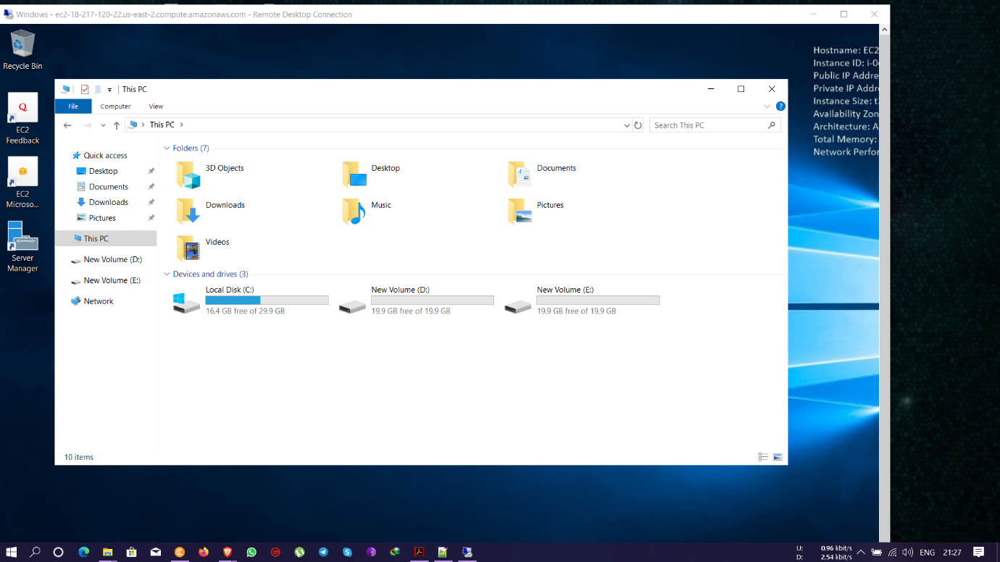 Windows - ec2-18-217-120-22.us-east-2.compute.amazonaws.com - Remote Desktop Connection
Recycle Bin
EC2
Feedback
EC2
Microso...
Server
Manager
Hostname: EC2
Instance ID: i-0
Public IP Addre
Private IP Addr
Instance Size: t
Availability Zon
Architecture: A
Total Memory:
Network Perfor
This PC
File Computer View
This PC
Search This PC
Quick access
Desktop
Documents
Downloads
Pictures
This PC
New Volume (D:)
New Volume (E:)
Network
Folders (7)
3D Objects
Desktop
Documents
Downloads
Music
Pictures
Videos
Devices and drives (3)
Local Disk (C:)
16.4 GB free of 29.9 GB
New Volume (D:)
19.9 GB free of 19.9 GB
New Volume (E:)
19.9 GB free of 19.9 GB
10 items
U: 0.96 kbit/s
D: 2.54 kbit/s
ENG
21:27